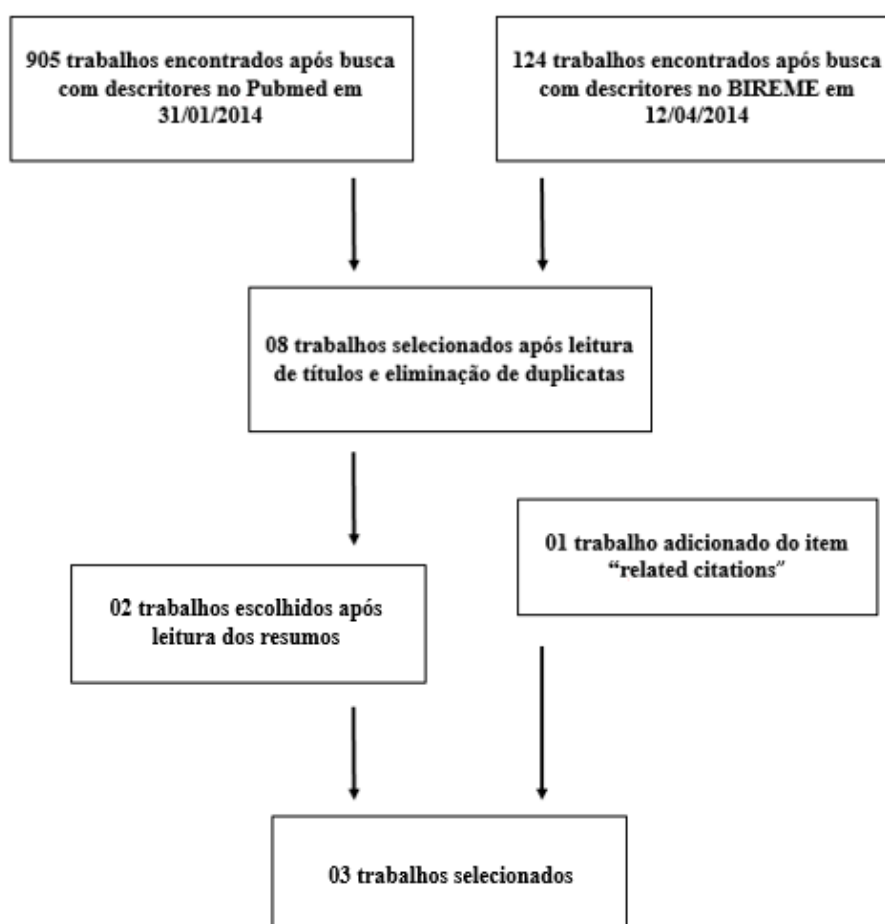 905 trabalhos encontrados após busca
com descritores no Pubmed em
31/01/2014
124 trabalhos encontrados após busca
com descritores no BIREME em
12/04/2014
08 trabalhos selecionados após leitura
de títulos e eliminação de duplicatas
01 trabalho adicionado do item
“related citations”
02 trabalhos escolhidos após
leitura dos resumos
03 trabalhos selecionados